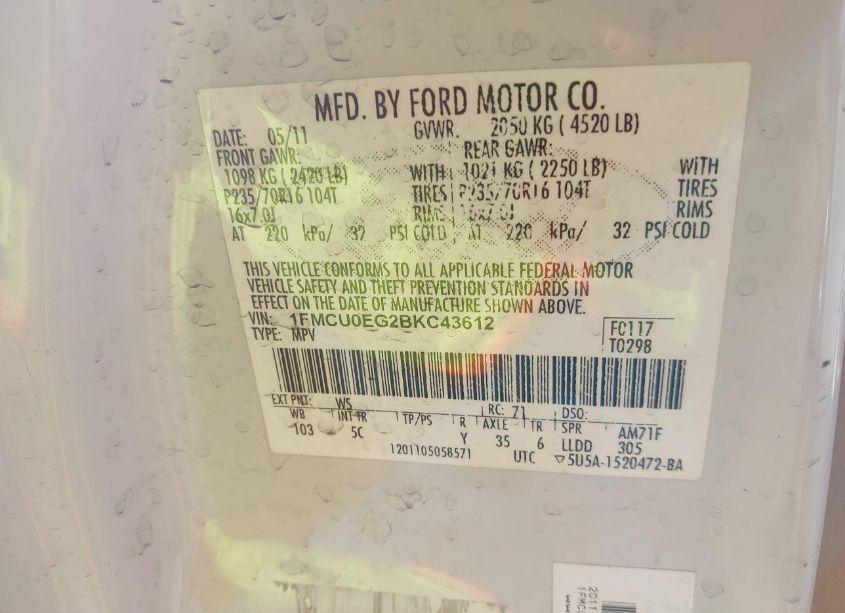 MFD. BY FORD MOTOR CO.
DATE: 05/11 GVWR. 2050 KG ( 4520 LB)
FRONT GAWR: REAR GAWR:
1098 KG ( 2420 LB) WITH 1021 KG ( 2250 LB) WITH
P235/70R16 104T TIRES P235/70R16 104T TIRES
16x7.0J RIMS 16x7.0J RIMS
AT 220 kPa/ 32 PSI COLD AT 220 kPa/ 32 PSI COLD
THIS VEHICLE CONFORMS TO ALL APPLICABLE FEDERAL MOTOR
VEHICLE SAFETY AND THEFT PREVENTION STANDARDS IN
EFFECT ON THE DATE OF MANUFACTURE SHOWN ABOVE.
VIN: 1FMCU0EG2BKC43612
TYPE: MPV
FC117
T0298
EXT PNT: WS RC: 71 DSO:
WB INT TR TP/PS R AXLE TR SPR AM71F
103 5C Y 35 6 LLDD 305
1201105058571 UTC ▽5U5A-1520472-BA
2011
1FMCU